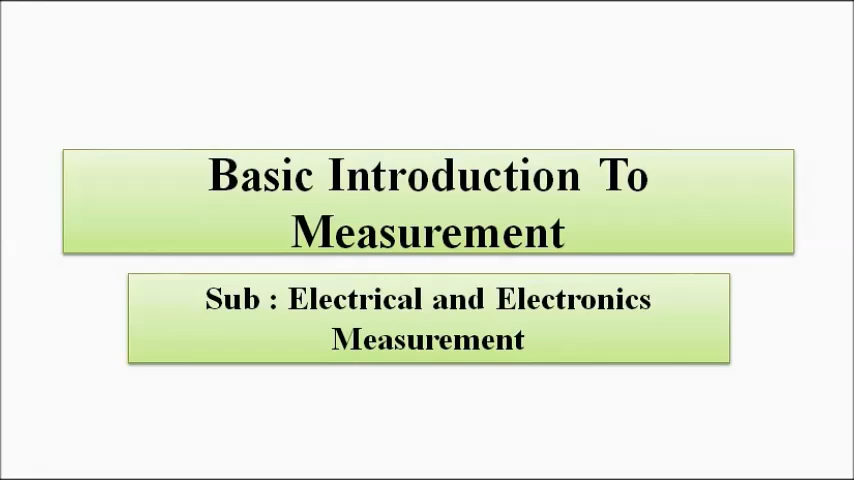 Basic Introduction To
Measurement
Sub : Electrical and Electronics
Measurement